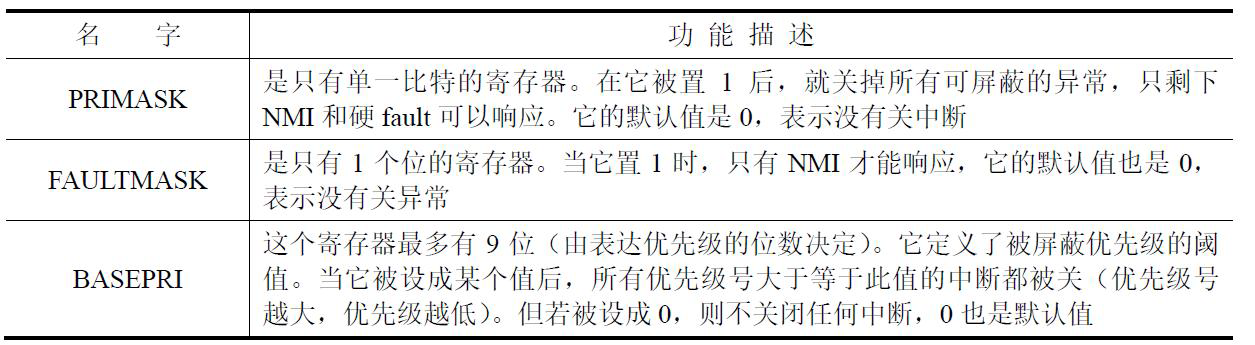 名 字 功 能 描 述
PRIMASK
是只有单一比特的寄存器。在它被置 1 后，就关掉所有可屏蔽的异常，只剩下
NMI 和硬 fault 可以响应。它的默认值是 0，表示没有关中断
FAULTMASK
是只有 1 个位的寄存器。当它置 1 时，只有 NMI 才能响应，它的默认值也是 0，
表示没有关异常
BASEPRI
这个寄存器最多有 9 位（由表达优先级的位数决定）。它定义了被屏蔽优先级的阈
值。当它被设成某个值后，所有优先级号大于等于此值的中断都被关（优先级号
越大，优先级越低）。但若被设成 0，则不关闭任何中断，0 也是默认值